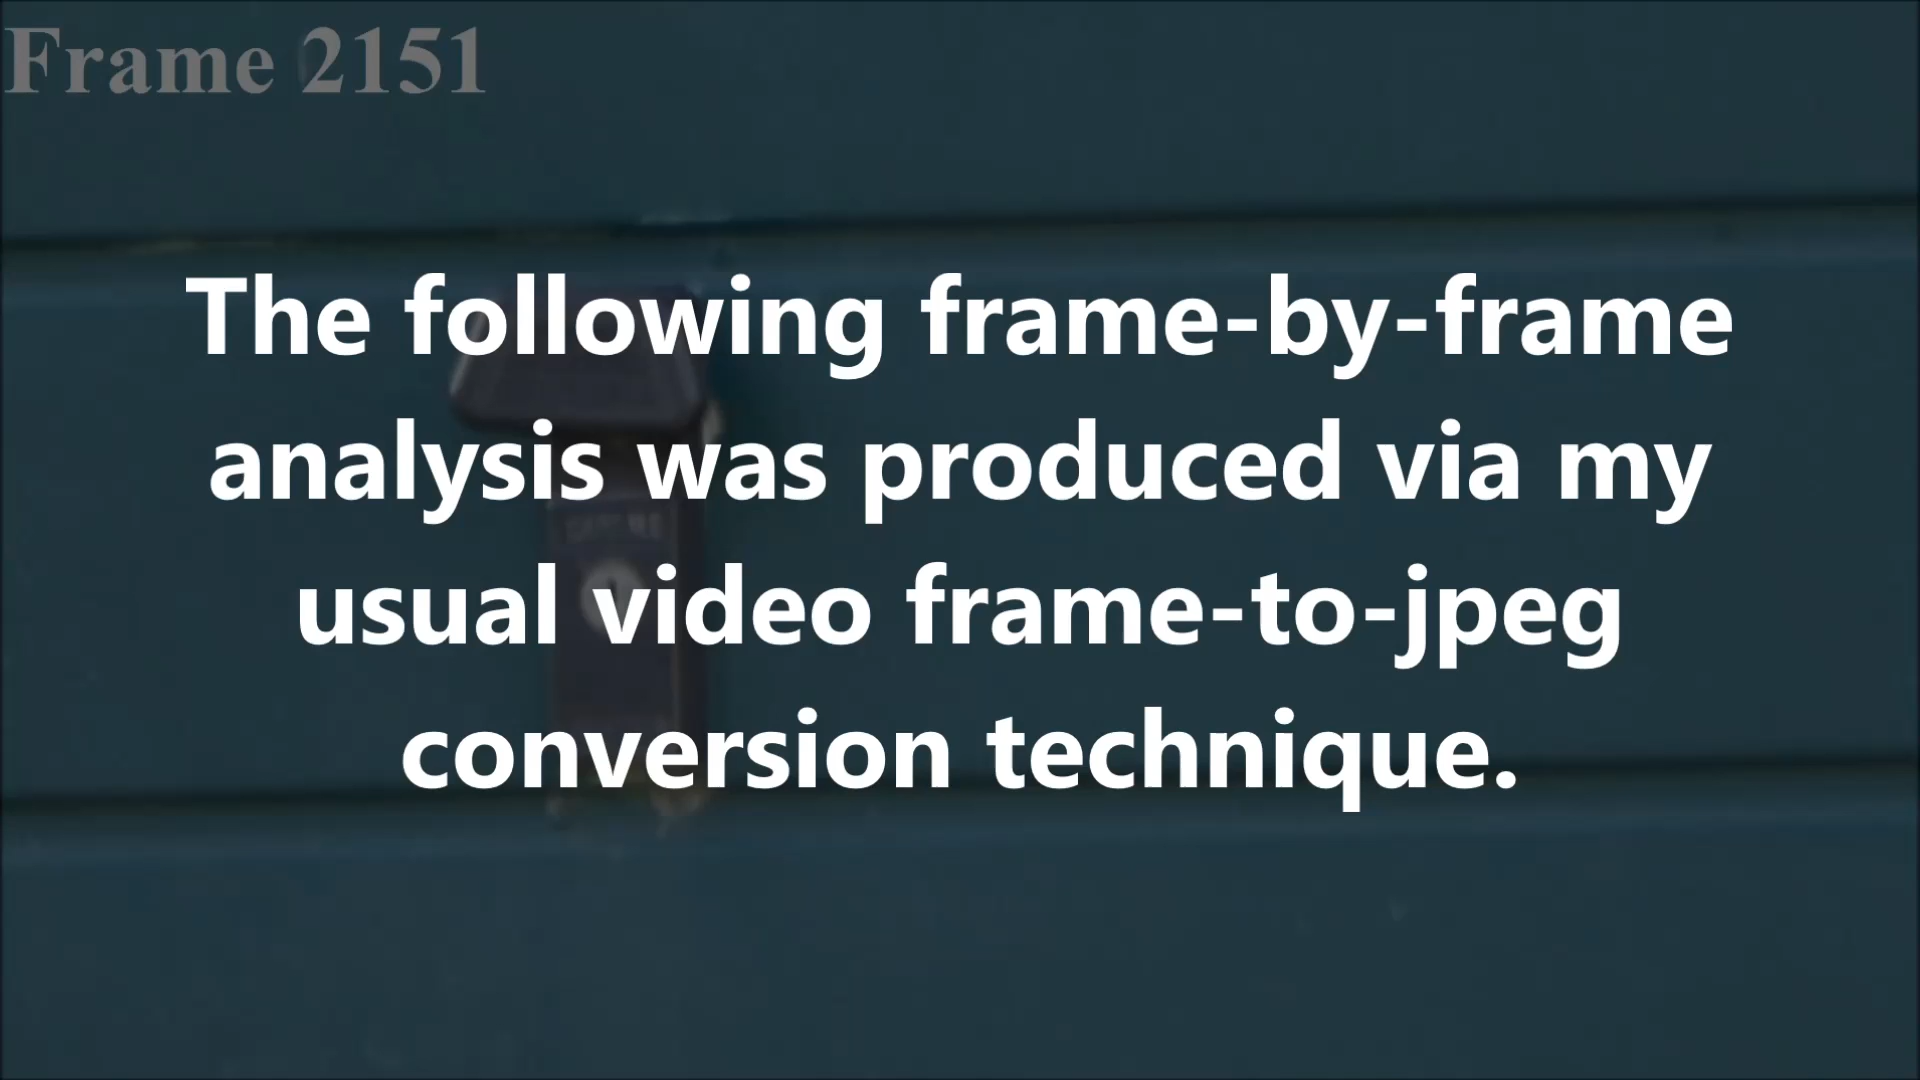 Frame 2151
The following frame-by-frame
analysis was produced via my
usual video frame-to-jpeg
conversion technique.